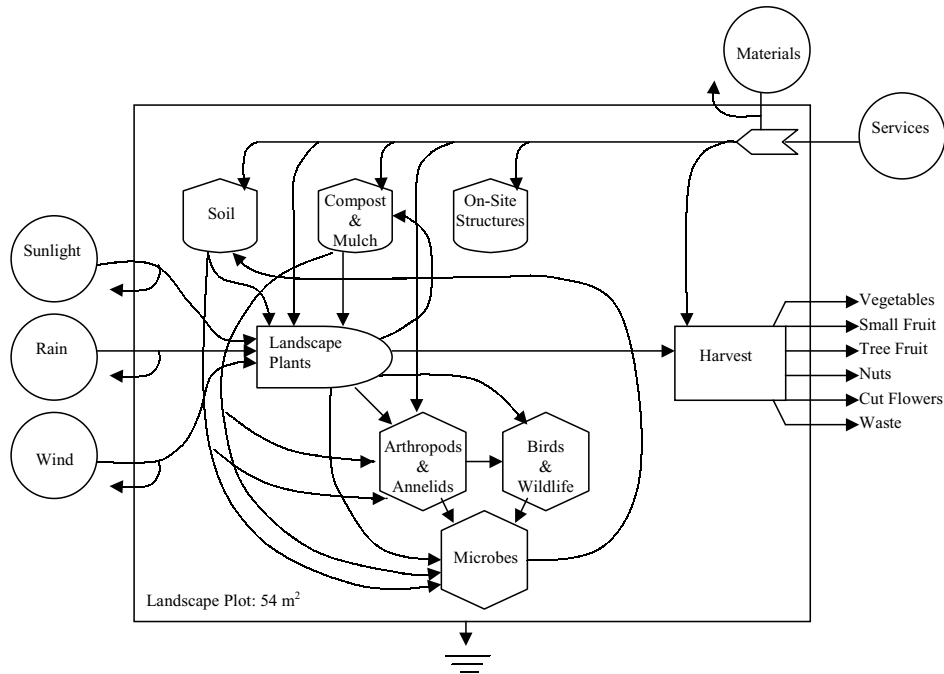 Materials
Services
Soil
Compost
&
Mulch
On-Site
Structures
Sunlight
Rain
Wind
Landscape
Plants
Harvest
Vegetables
Small Fruit
Tree Fruit
Nuts
Cut Flowers
Waste
Arthropods
&
Annelids
Birds
&
Wildlife
Microbes
Landscape Plot: 54 m²